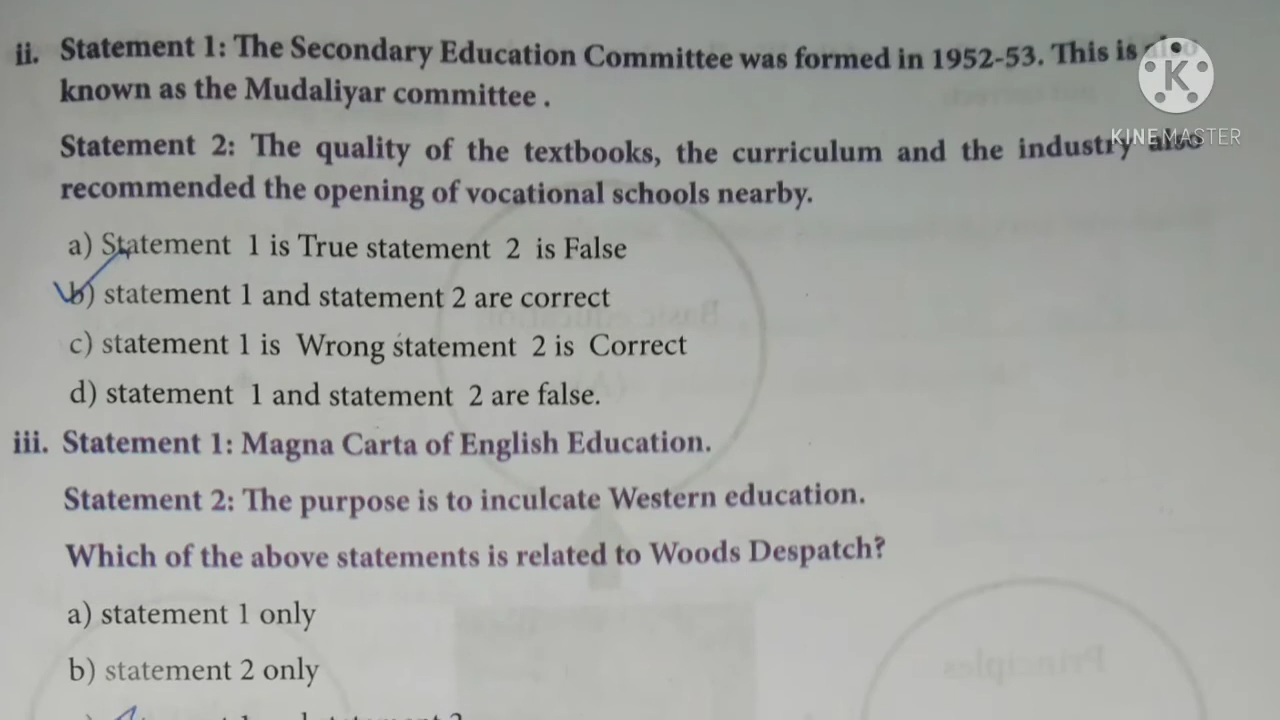 ii. Statement 1: The Secondary Education Committee was formed in 1952-53. This is also
known as the Mudaliyar committee .
K
KINEMASTER
Statement 2: The quality of the textbooks, the curriculum and the industry also
recommended the opening of vocational schools nearby.
a) Statement 1 is True statement 2 is False
b) statement 1 and statement 2 are correct
c) statement 1 is Wrong statement 2 is Correct
d) statement 1 and statement 2 are false.
iii. Statement 1: Magna Carta of English Education.
Statement 2: The purpose is to inculcate Western education.
Which of the above statements is related to Woods Despatch?
a) statement 1 only
b) statement 2 only